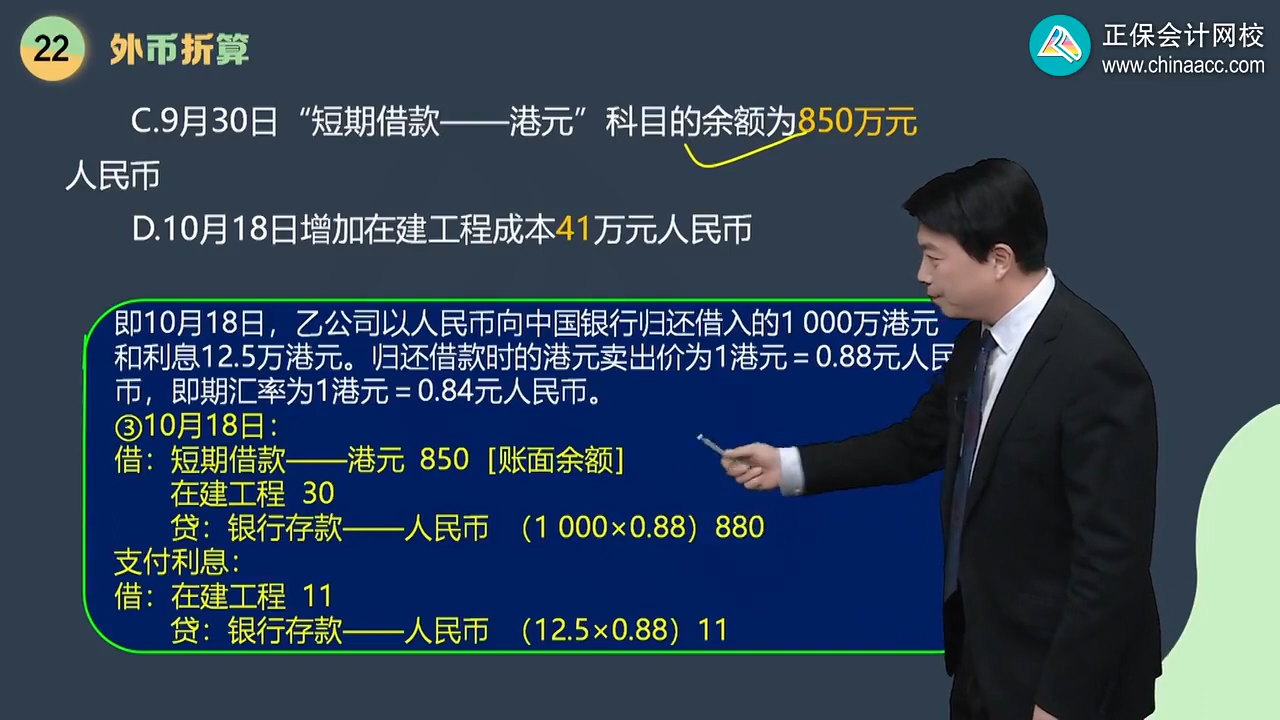 22 外币折算
正保会计网校
www.chinaacc.com
C.9月30日“短期借款——港元”科目的余额为850万元
人民币
D.10月18日增加在建工程成本41万元人民币
即10月18日，乙公司以人民币向中国银行归还借入的1 000万港元
和利息12.5万港元。归还借款时的港元卖出价为1港元＝0.88元人民
币，即期汇率为1港元＝0.84元人民币。
③10月18日：
借：短期借款——港元 850 [账面余额]
在建工程 30
贷：银行存款——人民币 （1 000×0.88）880
支付利息：
借：在建工程 11
贷：银行存款——人民币 （12.5×0.88）11